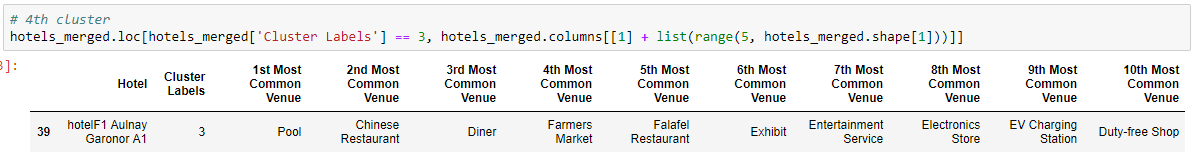 # 4th cluster
hotels_merged.loc[hotels_merged['Cluster Labels'] == 3, hotels_merged.columns[[1] + list(range(5, hotels_merged.shape[1]))]]
]:
Hotel Cluster Labels 1st Most Common Venue 2nd Most Common Venue 3rd Most Common Venue 4th Most Common Venue 5th Most Common Venue 6th Most Common Venue 7th Most Common Venue 8th Most Common Venue 9th Most Common Venue 10th Most Common Venue
39 hotelF1 Aulnay Garonor A1 3 Pool Chinese Restaurant Diner Farmers Market Falafel Restaurant Exhibit Entertainment Service Electronics Store EV Charging Station Duty-free Shop